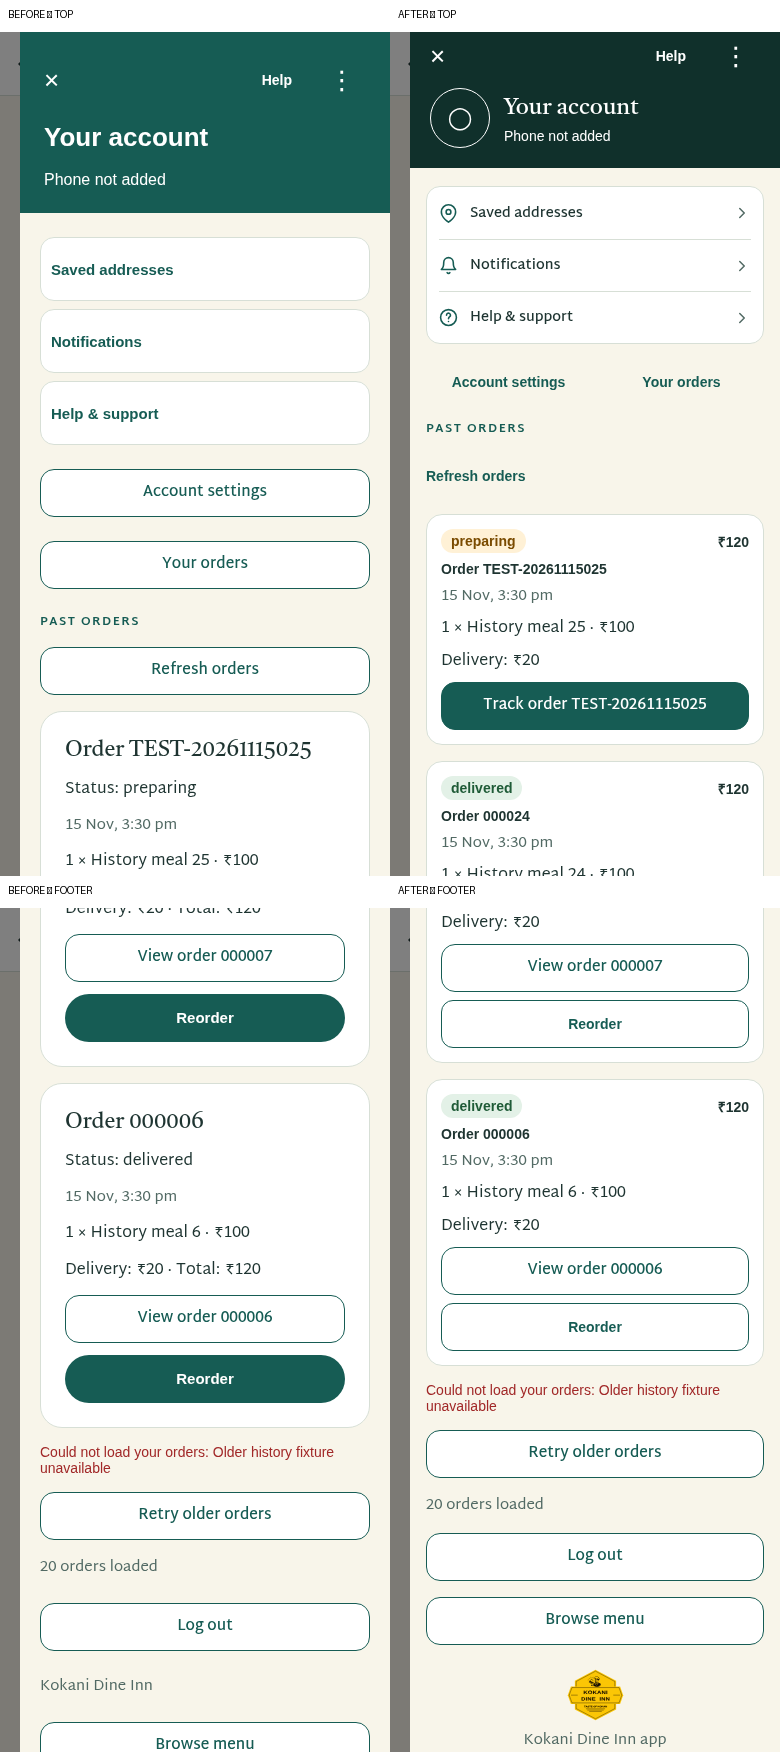 BEFORE TOP
Help
Your account
Phone not added
Saved addresses
Notifications
Help & support
Account settings
Your orders
PAST ORDERS
Refresh orders
Order TEST-20261115025
Status: preparing
15 Nov, 3:30 pm
1 × History meal 25 · ₹100
AFTER TOP
Help
Your account
Phone not added
Saved addresses
Notifications
Help & support
Account settings
Your orders
PAST ORDERS
Refresh orders
preparing
₹120
Order TEST-20261115025
15 Nov, 3:30 pm
1 × History meal 25 · ₹100
Delivery: ₹20
Track order TEST-20261115025
delivered
₹120
Order 000024
15 Nov, 3:30 pm
1 × History meal 24 · ₹100
BEFORE FOOTER
Delivery: ₹20 · Total: ₹120
View order 000007
Reorder
Order 000006
Status: delivered
15 Nov, 3:30 pm
1 × History meal 6 · ₹100
Delivery: ₹20 · Total: ₹120
View order 000006
Reorder
Could not load your orders: Older history fixture
unavailable
Retry older orders
20 orders loaded
Log out
Kokani Dine Inn
Browse menu
AFTER FOOTER
Delivery: ₹20
View order 000007
Reorder
delivered
₹120
Order 000006
15 Nov, 3:30 pm
1 × History meal 6 · ₹100
Delivery: ₹20
View order 000006
Reorder
Could not load your orders: Older history fixture
unavailable
Retry older orders
20 orders loaded
Log out
Browse menu
KOKANI
DINE INN
Kokani Dine Inn app